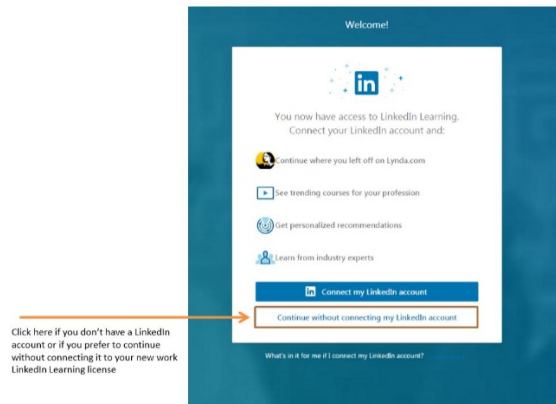 Welcome!
in
You now have access to LinkedIn Learning.
Connect your LinkedIn account and:
Continue where you left off on Lynda.com
See trending courses for your profession
Get personalized recommendations
Learn from industry experts
in Connect my LinkedIn account
Continue without connecting my LinkedIn account
What's in it for me if I connect my LinkedIn account?
Click here if you don't have a LinkedIn
account or if you prefer to continue
without connecting it to your new work
LinkedIn Learning license